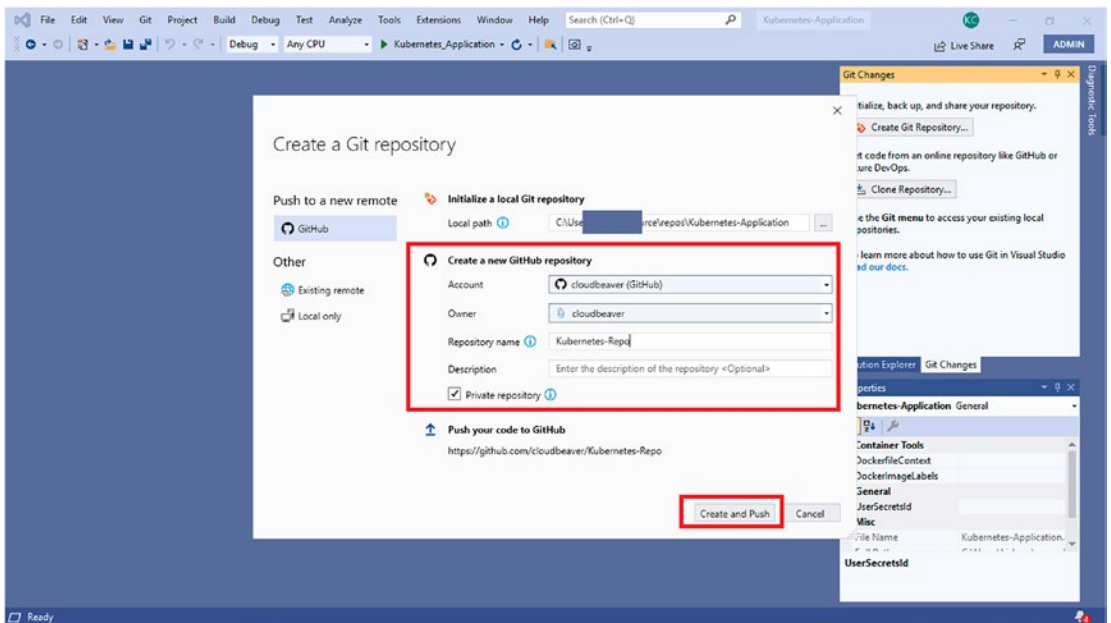 File Edit View Git Project Build Debug Test Analyze Tools Extensions Window Help Search (Ctrl+Q) Kubernetes-Application KC
Debug Any CPU Kubernetes_Application Live Share ADMIN
Diagnostic Tools
Git Changes
tialize, back up, and share your repository.
Create Git Repository...
et code from an online repository like GitHub or
ure DevOps.
Clone Repository...
e the Git menu to access your existing local
positories.
learn more about how to use Git in Visual Studio
ad our docs.
Create a Git repository
Push to a new remote
GitHub
Other
Existing remote
Local only
Initialize a local Git repository
Local path C:\Use rce\repos\Kubernetes-Application ...
Create a new GitHub repository
Account cloudbeaver (GitHub)
Owner cloudbeaver
Repository name Kubernetes-Repo
Description Enter the description of the repository <Optional>
Private repository
Push your code to GitHub
https://github.com/cloudbeaver/Kubernetes-Repo
Create and Push Cancel
ution Explorer Git Changes
perties
bernetes-Application General
Container Tools
DockerfileContext
DockerImageLabels
General
UserSecretsId
Misc
File Name Kubernetes-Application.
UserSecretsId
Ready